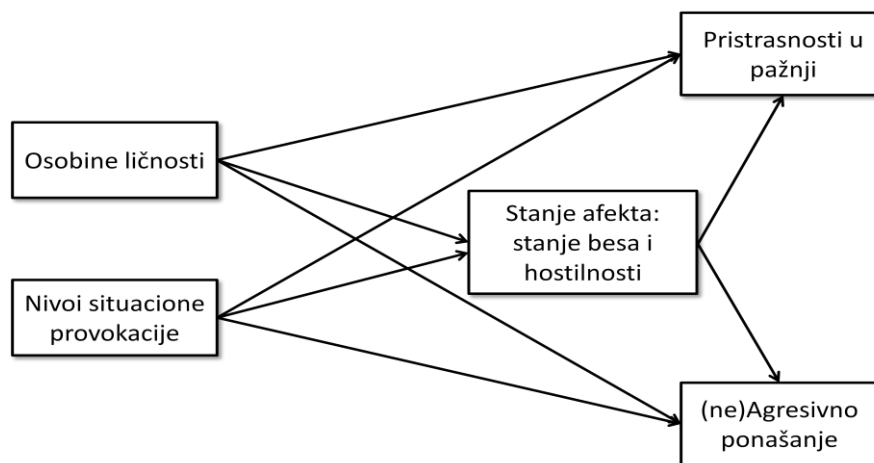 Pristrasnosti u
pažnji
Osobine ličnosti
Stanje afekta:
stanje besa i
hostilnosti
Nivoi situacione
provokacije
(ne)Agresivno
ponašanje